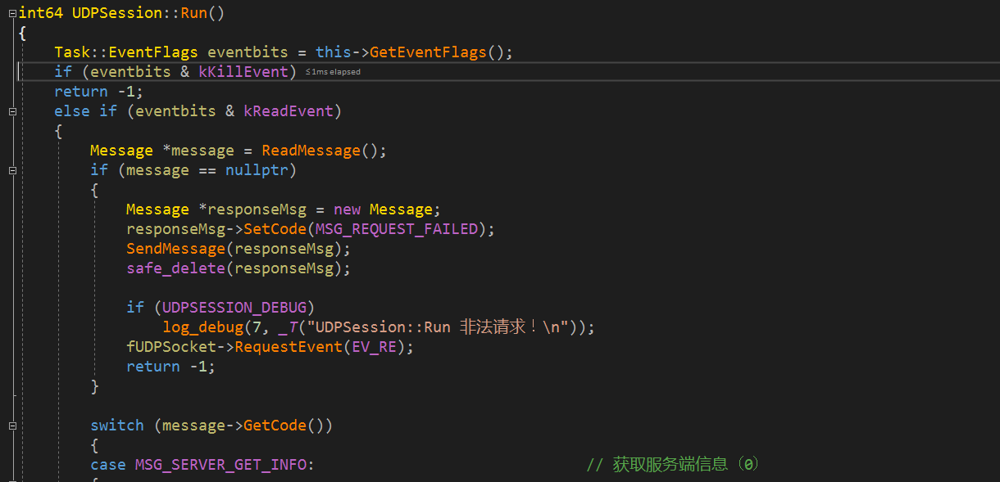 int64 UDPSession::Run()
{
    Task::EventFlags eventbits = this->GetEventFlags();
    if (eventbits & kKillEvent) ≤1ms elapsed
    return -1;
    else if (eventbits & kReadEvent)
    {
        Message *message = ReadMessage();
        if (message == nullptr)
        {
            Message *responseMsg = new Message;
            responseMsg->SetCode(MSG_REQUEST_FAILED);
            SendMessage(responseMsg);
            safe_delete(responseMsg);

            if (UDPSESSION_DEBUG)
                log_debug(7, _T("UDPSession::Run 非法请求！\n"));
            fUDPSocket->RequestEvent(EV_RE);
            return -1;
        }

        switch (message->GetCode())
        {
        case MSG_SERVER_GET_INFO: // 获取服务端信息（0）
        {